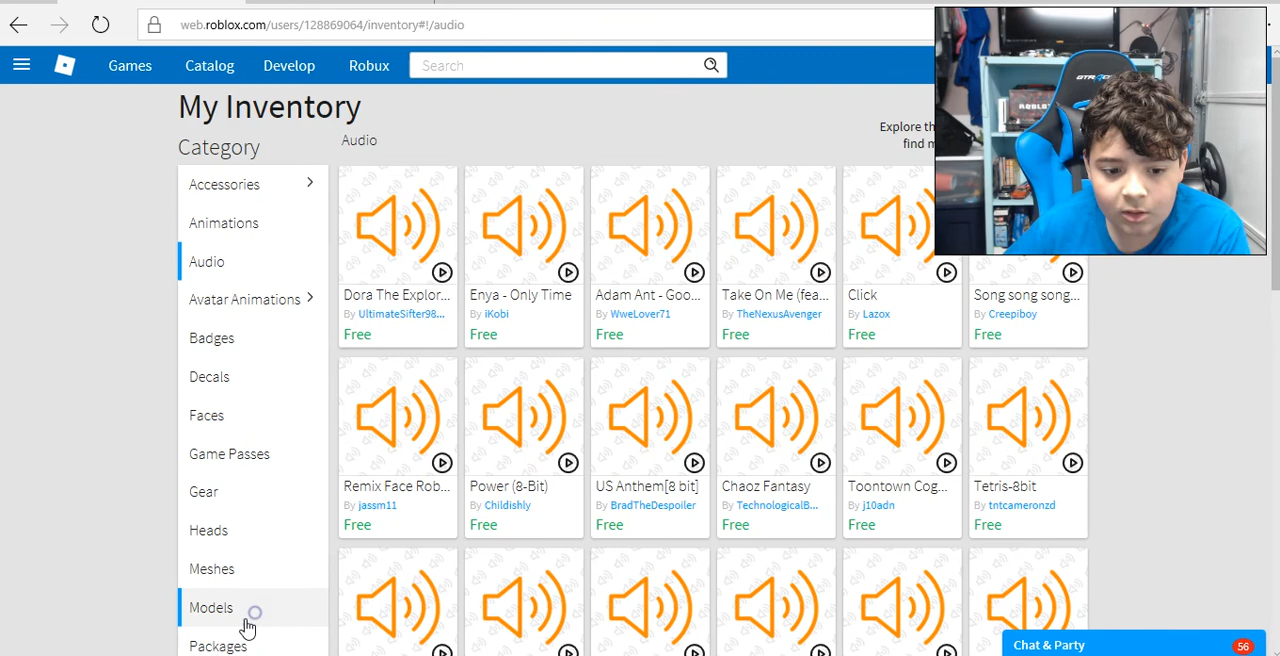 web.roblox.com/users/128869064/inventory#!/audio
Games Catalog Develop Robux Search
My Inventory
Category
Audio
Explore th
find m
Accessories
Animations
Audio
Avatar Animations
Badges
Decals
Faces
Game Passes
Gear
Heads
Meshes
Models
Packages
Dora The Explor... Enya - Only Time Adam Ant - Goo... Take On Me (fea... Click Song song song...
By UltimateSifter98... By iKobi By WweLover71 By TheNexusAvenger By Lazox By Creepiboy
Free Free Free Free Free Free
Remix Face Rob... Power (8-Bit) US Anthem[8 bit] Chaoz Fantasy Toontown Cog... Tetris-8bit
By jassm11 By Childishly By BradTheDespoiler By TechnologicalB... By j10adn By tntcameronzd
Free Free Free Free Free Free
GTR
ROBLOX
Chat & Party 56